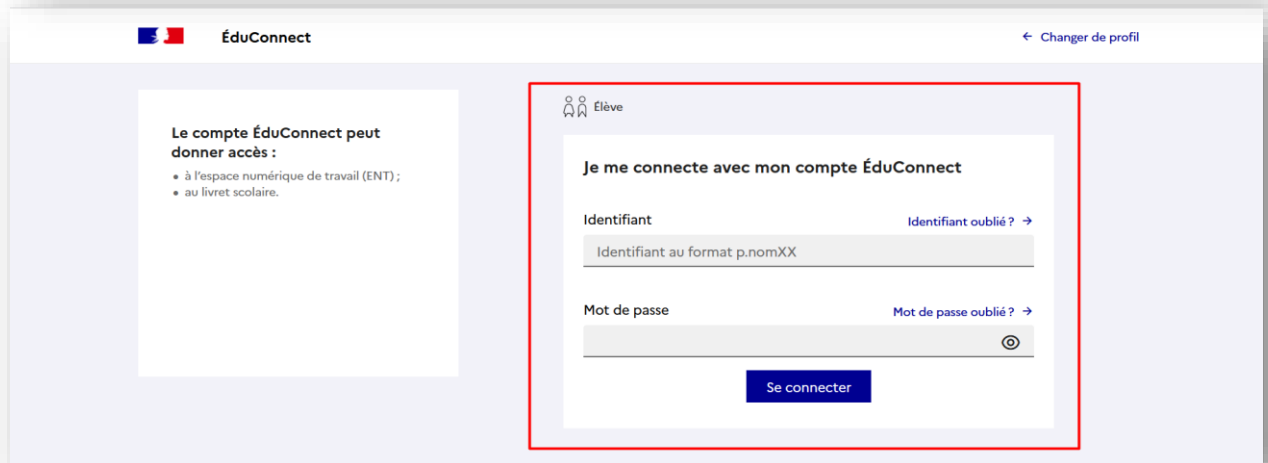 ÉduConnect
← Changer de profil
Le compte ÉduConnect peut
donner accès :
• à l'espace numérique de travail (ENT) ;
• au livret scolaire.
Élève
Je me connecte avec mon compte ÉduConnect
Identifiant
Identifiant oublié ? →
Identifiant au format p.nomXX
Mot de passe
Mot de passe oublié ? →
Se connecter